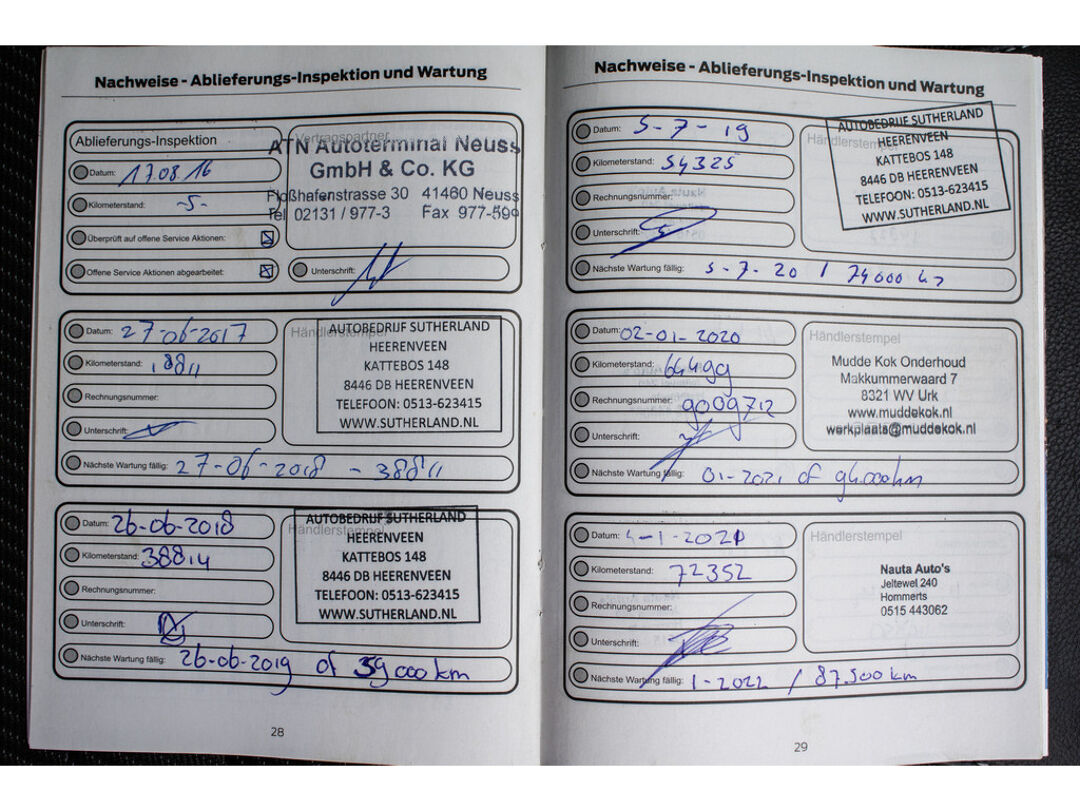 Nachweise - Ablieferungs-Inspektion und Wartung
Ablieferungs-Inspektion
Datum: 17.08.16
Kilometerstand: -5-
Überprüft auf offene Service Aktionen:
Offene Service Aktionen abgearbeitet:
Vertragspartner
ATN Autoterminal Neuss
GmbH & Co. KG
Floßhafenstrasse 30 41460 Neuss
Tel 02131 / 977-3 Fax 977-599
Unterschrift:
Datum: 27-06-2017
Kilometerstand: 18811
Rechnungsnummer:
Unterschrift:
Händlerstempel
AUTOBEDRIJF SUTHERLAND
HEERENVEEN
KATTEBOS 148
8446 DB HEERENVEEN
TELEFOON: 0513-623415
WWW.SUTHERLAND.NL
Nächste Wartung fällig: 27-06-2018 - 38811
Datum: 26-06-2018
Kilometerstand: 38814
Rechnungsnummer:
Unterschrift:
Händlerstempel
AUTOBEDRIJF SUTHERLAND
HEERENVEEN
KATTEBOS 148
8446 DB HEERENVEEN
TELEFOON: 0513-623415
WWW.SUTHERLAND.NL
Nächste Wartung fällig: 26-06-2019 of 59000km
28
Nachweise - Ablieferungs-Inspektion und Wartung
Datum: 5-7-19
Kilometerstand: 54325
Rechnungsnummer:
Unterschrift:
Händlerstempel
AUTOBEDRIJF SUTHERLAND
HEERENVEEN
KATTEBOS 148
8446 DB HEERENVEEN
TELEFOON: 0513-623415
WWW.SUTHERLAND.NL
Nächste Wartung fällig: 5-7-20 / 74000
Datum: 02-01-2020
Kilometerstand: 64499
Rechnungsnummer: 9009712
Unterschrift:
Händlerstempel
Mudde Kok Onderhoud
Makkummerwaard 7
8321 WV Urk
www.muddekok.nl
werkplaats@muddekok.nl
Nächste Wartung fällig: 01-2021 of 94.000km
Datum: 4-1-2021
Kilometerstand: 72352
Rechnungsnummer:
Unterschrift:
Händlerstempel
Nauta Auto's
Jeltewel 240
Hommerts
0515 443062
Nächste Wartung fällig: 1-2022 / 87.500 km
29